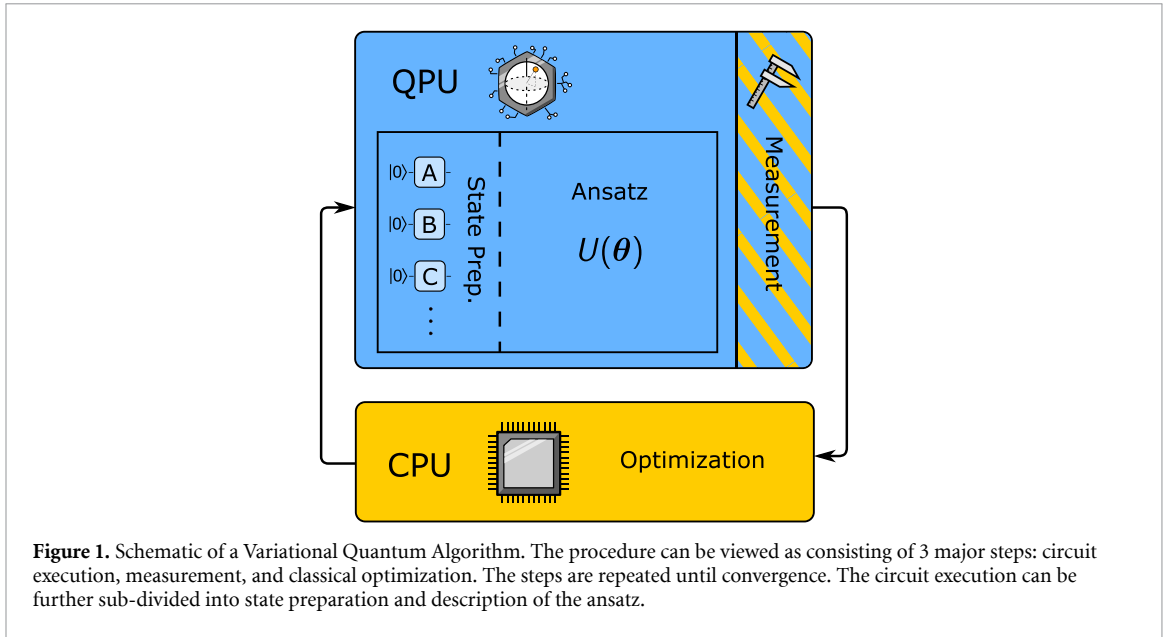 QPU
|0⟩ A
|0⟩ B
|0⟩ C
State Prep.
Ansatz
U(θ)
Measurement
CPU
Optimization
Figure 1. Schematic of a Variational Quantum Algorithm. The procedure can be viewed as consisting of 3 major steps: circuit
execution, measurement, and classical optimization. The steps are repeated until convergence. The circuit execution can be
further sub-divided into state preparation and description of the ansatz.